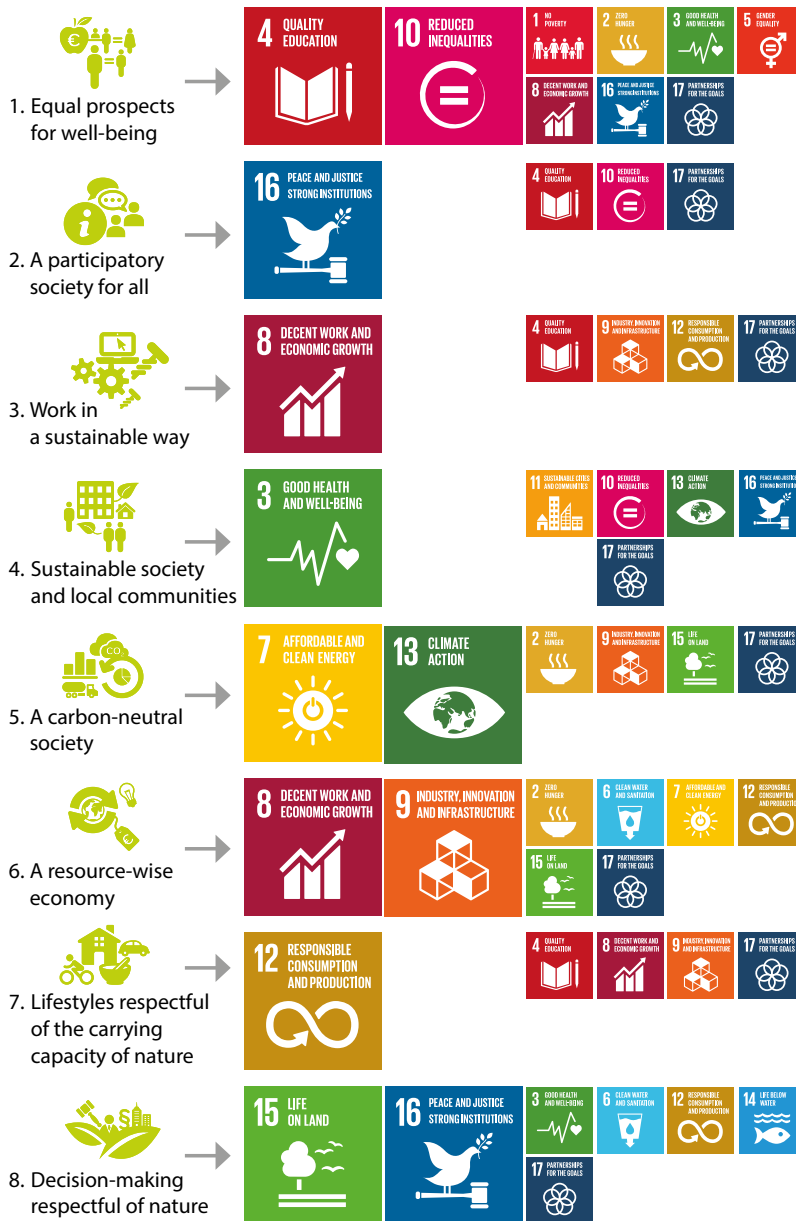 4 QUALITY
EDUCATION
10 REDUCED
INEQUALITIES
1 NO
POVERTY
2 ZERO
HUNGER
3 GOOD HEALTH
AND WELL-BEING
5 GENDER
EQUALITY
8 DECENT WORK AND
ECONOMIC GROWTH
16 PEACE AND JUSTICE
STRONG INSTITUTIONS
17 PARTNERSHIPS
FOR THE GOALS
1. Equal prospects
for well-being
16 PEACE AND JUSTICE
STRONG INSTITUTIONS
4 QUALITY
EDUCATION
10 REDUCED
INEQUALITIES
17 PARTNERSHIPS
FOR THE GOALS
2. A participatory
society for all
8 DECENT WORK AND
ECONOMIC GROWTH
4 QUALITY
EDUCATION
9 INDUSTRY, INNOVATION
AND INFRASTRUCTURE
12 RESPONSIBLE
CONSUMPTION
AND PRODUCTION
17 PARTNERSHIPS
FOR THE GOALS
3. Work in
a sustainable way
3 GOOD HEALTH
AND WELL-BEING
11 SUSTAINABLE CITIES
AND COMMUNITIES
10 REDUCED
INEQUALITIES
13 CLIMATE
ACTION
16 PEACE AND JUSTICE
STRONG INSTITUTIONS
17 PARTNERSHIPS
FOR THE GOALS
4. Sustainable society
and local communities
CO₂
7 AFFORDABLE AND
CLEAN ENERGY
13 CLIMATE
ACTION
2 ZERO
HUNGER
9 INDUSTRY, INNOVATION
AND INFRASTRUCTURE
15 LIFE
ON LAND
17 PARTNERSHIPS
FOR THE GOALS
5. A carbon-neutral
society
8 DECENT WORK AND
ECONOMIC GROWTH
9 INDUSTRY, INNOVATION
AND INFRASTRUCTURE
2 ZERO
HUNGER
6 CLEAN WATER
AND SANITATION
7 AFFORDABLE AND
CLEAN ENERGY
12 RESPONSIBLE
CONSUMPTION
AND PRODUCTION
15 LIFE
ON LAND
17 PARTNERSHIPS
FOR THE GOALS
6. A resource-wise
economy
12 RESPONSIBLE
CONSUMPTION
AND PRODUCTION
4 QUALITY
EDUCATION
8 DECENT WORK AND
ECONOMIC GROWTH
9 INDUSTRY, INNOVATION
AND INFRASTRUCTURE
17 PARTNERSHIPS
FOR THE GOALS
7. Lifestyles respectful
of the carrying
capacity of nature
15 LIFE
ON LAND
16 PEACE AND JUSTICE
STRONG INSTITUTIONS
3 GOOD HEALTH
AND WELL-BEING
6 CLEAN WATER
AND SANITATION
12 RESPONSIBLE
CONSUMPTION
AND PRODUCTION
14 LIFE BELOW
WATER
17 PARTNERSHIPS
FOR THE GOALS
8. Decision-making
respectful of nature